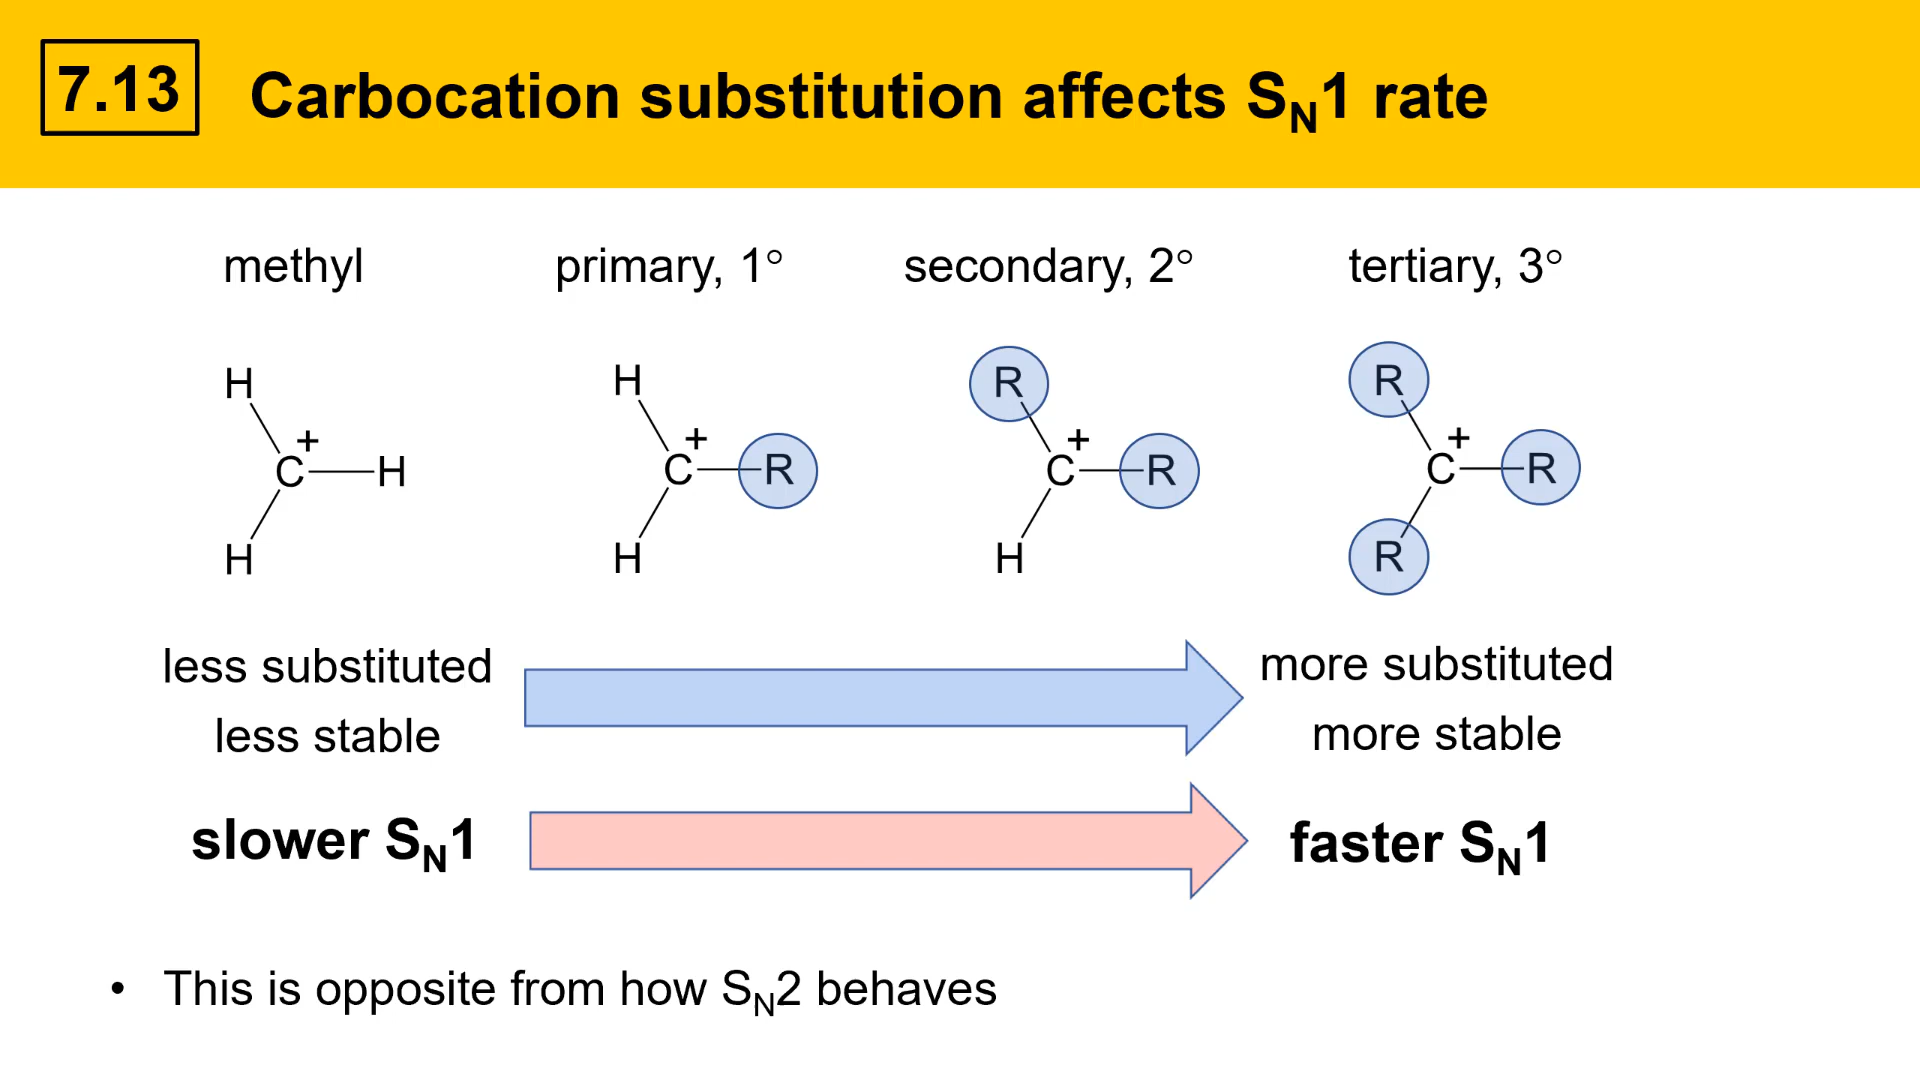 7.13 Carbocation substitution affects SN1 rate
methyl primary, 1° secondary, 2° tertiary, 3°
H H R R
+ + + +
C H C R C R C R
H H H R
less substituted more substituted
less stable more stable
slower SN1 faster SN1
• This is opposite from how SN2 behaves